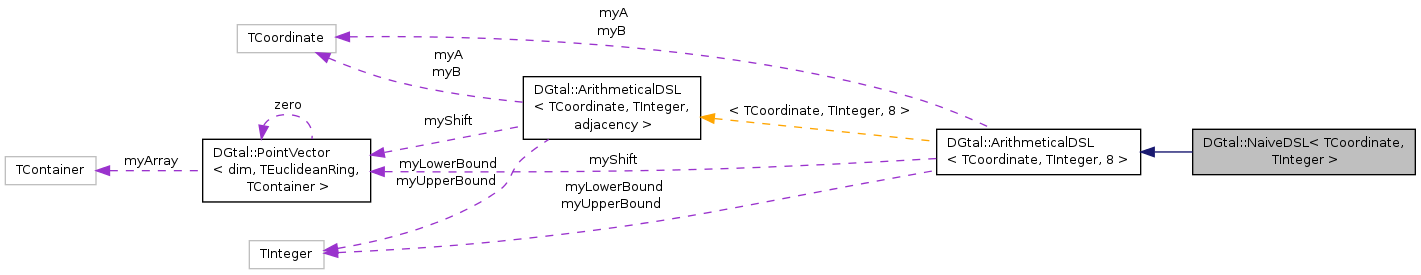 myA
myB
TCoordinate
myA
myB
DGtal::ArithmeticalDSL
< TCoordinate, TInteger,
adjacency >
< TCoordinate, TInteger, 8 >
zero
myShift
DGtal::PointVector
< dim, TEuclideanRing,
TContainer >
myArray
TContainer
DGtal::ArithmeticalDSL
< TCoordinate, TInteger, 8 >
DGtal::NaiveDSL< TCoordinate,
TInteger >
myLowerBound
myUpperBound
myShift
myLowerBound
myUpperBound
TInteger